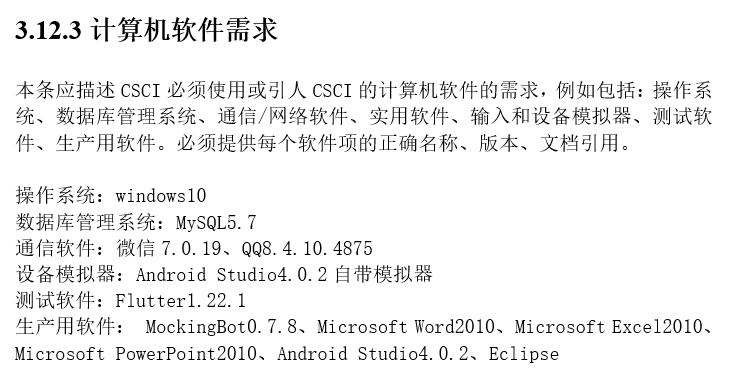 3.12.3 计算机软件需求
本条应描述 CSCI 必须使用或引人 CSCI 的计算机软件的需求，例如包括：操作系
统、数据库管理系统、通信/网络软件、实用软件、输入和设备模拟器、测试软
件、生产用软件。必须提供每个软件项的正确名称、版本、文档引用。
操作系统：windows10
数据库管理系统：MySQL5.7
通信软件：微信 7.0.19、QQ8.4.10.4875
设备模拟器：Android Studio4.0.2 自带模拟器
测试软件：Flutter1.22.1
生产用软件： MockingBot0.7.8、Microsoft Word2010、Microsoft Excel2010、
Microsoft PowerPoint2010、Android Studio4.0.2、Eclipse